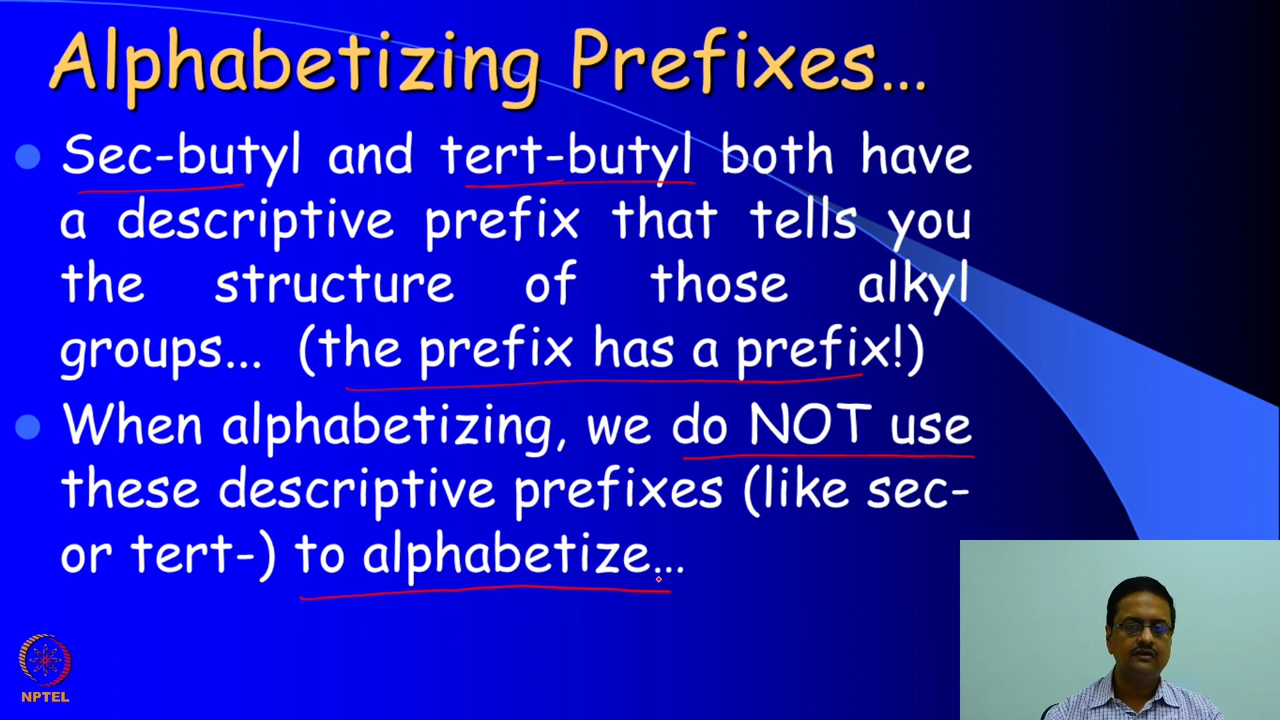 Alphabetizing Prefixes...
Sec-butyl and tert-butyl both have
a descriptive prefix that tells you
the structure of those alkyl
groups... (the prefix has a prefix!)
When alphabetizing, we do NOT use
these descriptive prefixes (like sec-
or tert-) to alphabetize...
NPTEL